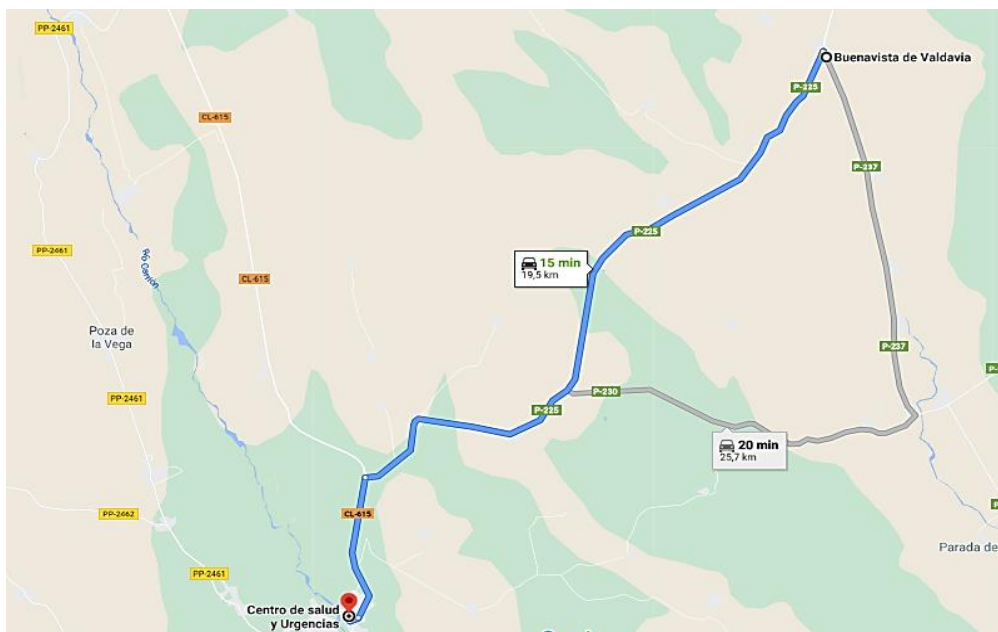 PP-2461
Buenavista de Valdavia
P-225
CL-615
P-237
P-225
PP-2461
Río Carrión
15 min
19,5 km
CL-615
Poza de
la Vega
P-237
P-230
PP-2461
P-225
20 min
25,7 km
PP-2462
CL-615
Parada de
PP-2461
Centro de salud
y Urgencias